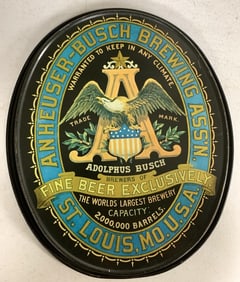 ANHEUSER-BUSCH BREWING ASS'N.
WARRANTED TO KEEP IN ANY CLIMATE
A
TRADE MARK
ADOLPHUS BUSCH
BREWERS OF
FINE BEER EXCLUSIVELY
THE WORLDS LARGEST BREWERY
CAPACITY
2,000,000 BARRELS.
ST. LOUIS, MO. U.S.A.